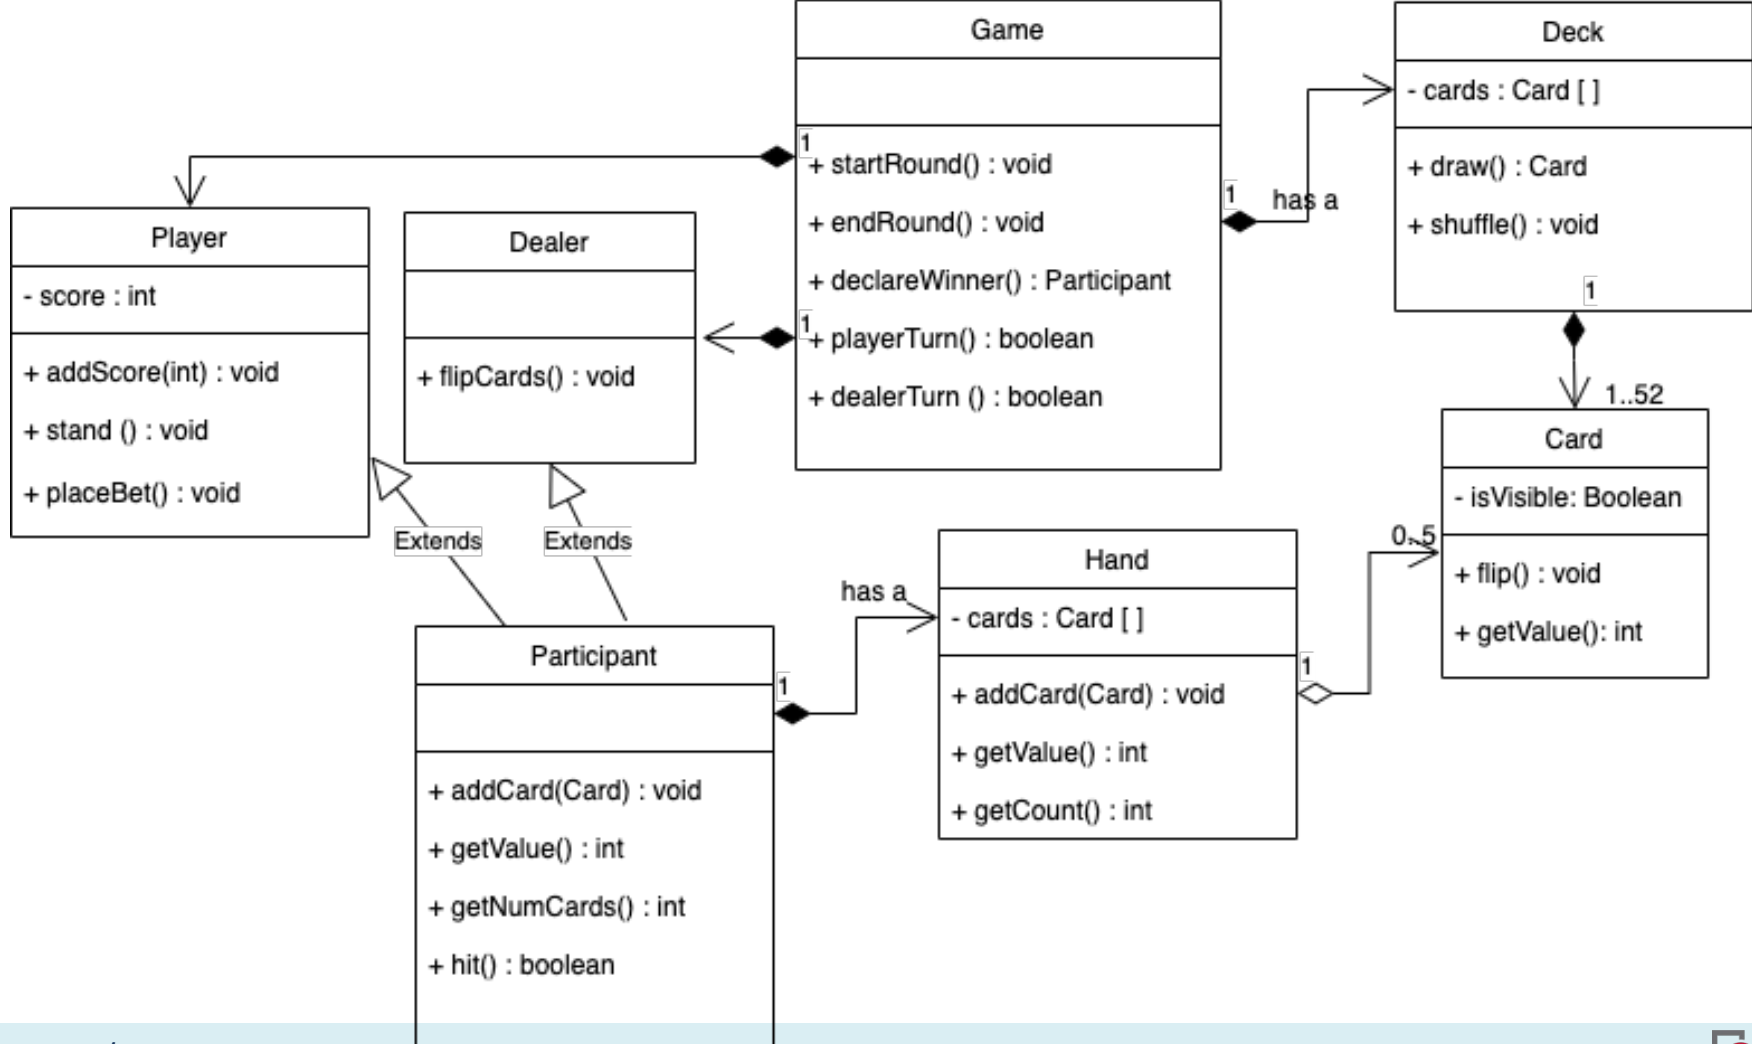 Game
1
+ startRound() : void
+ endRound() : void
+ declareWinner() : Participant
1
+ playerTurn() : boolean
+ dealerTurn () : boolean
1
has a
Deck
- cards : Card [ ]
+ draw() : Card
+ shuffle() : void
1
1..52
Player
- score : int
+ addScore(int) : void
+ stand () : void
+ placeBet() : void
Dealer
+ flipCards() : void
Extends
Extends
Card
- isVisible: Boolean
+ flip() : void
+ getValue(): int
0..5
Hand
- cards : Card [ ]
+ addCard(Card) : void
+ getValue() : int
+ getCount() : int
1
has a
1
Participant
+ addCard(Card) : void
+ getValue() : int
+ getNumCards() : int
+ hit() : boolean